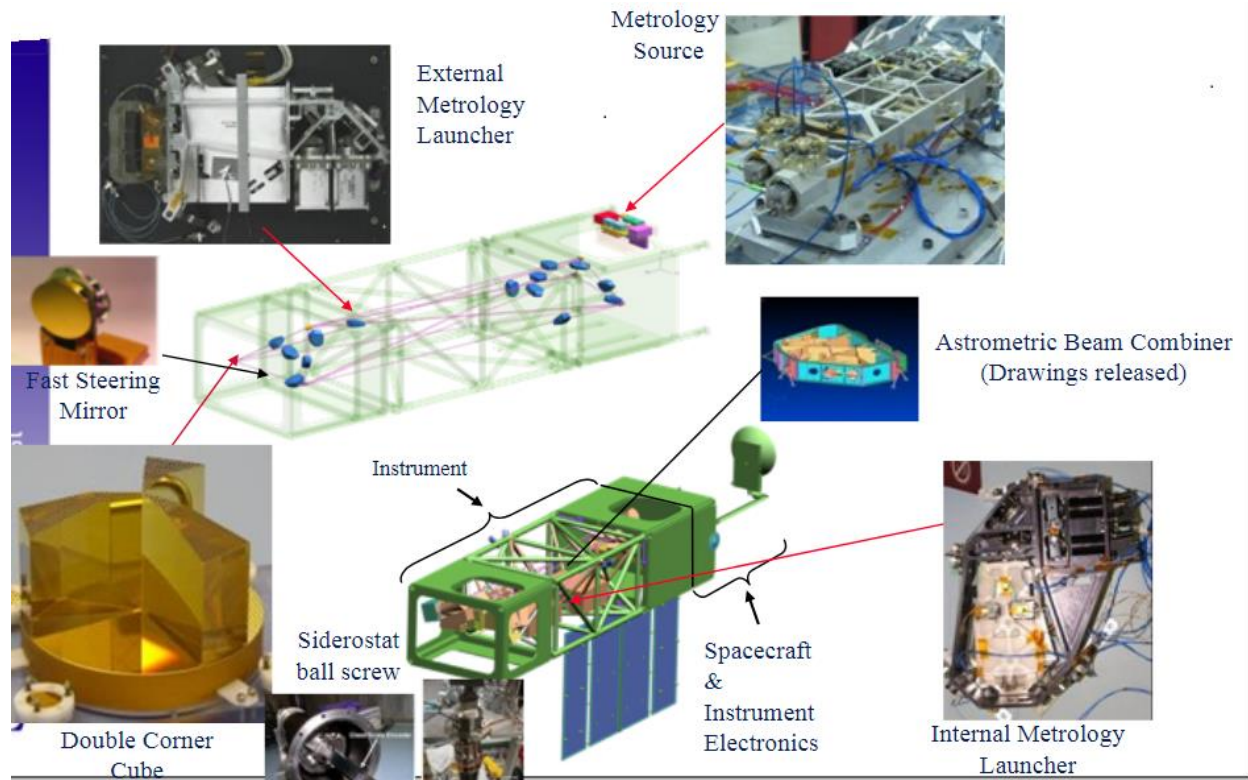 Metrology
Source
External
Metrology
Launcher
Fast Steering
Mirror
Astrometric Beam Combiner
(Drawings released)
Instrument
Siderostat
ball screw
Spacecraft
&
Instrument
Electronics
Double Corner
Cube
Internal Metrology
Launcher